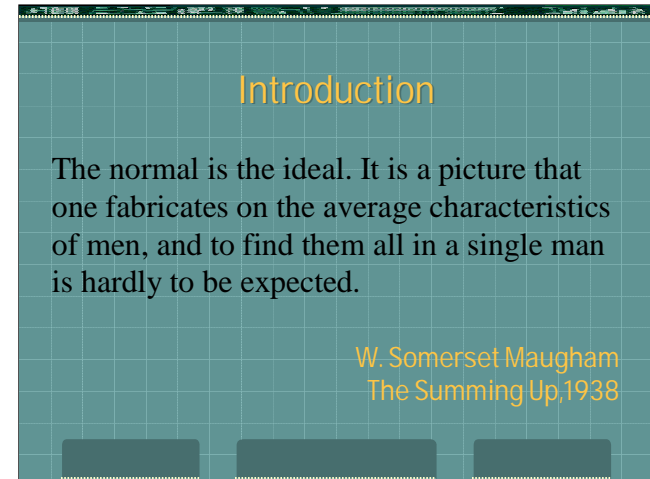 Introduction
The normal is the ideal. It is a picture that
one fabricates on the average characteristics
of men, and to find them all in a single man
is hardly to be expected.
W. Somerset Maugham
The Summing Up,1938